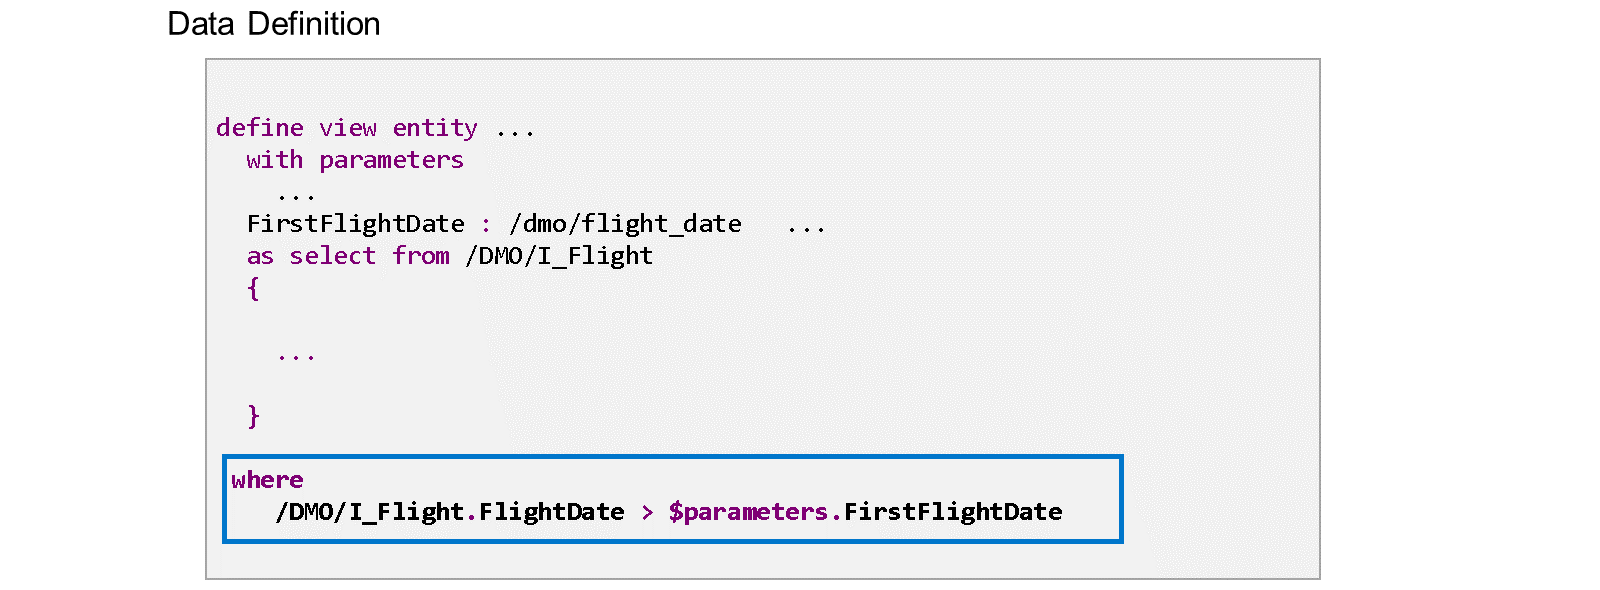 Data Definition
define view entity ...
with parameters
...
FirstFlightDate : /dmo/flight_date ...
as select from /DMO/I_Flight
{
...
}
where
/DMO/I_Flight.FlightDate > $parameters.FirstFlightDate